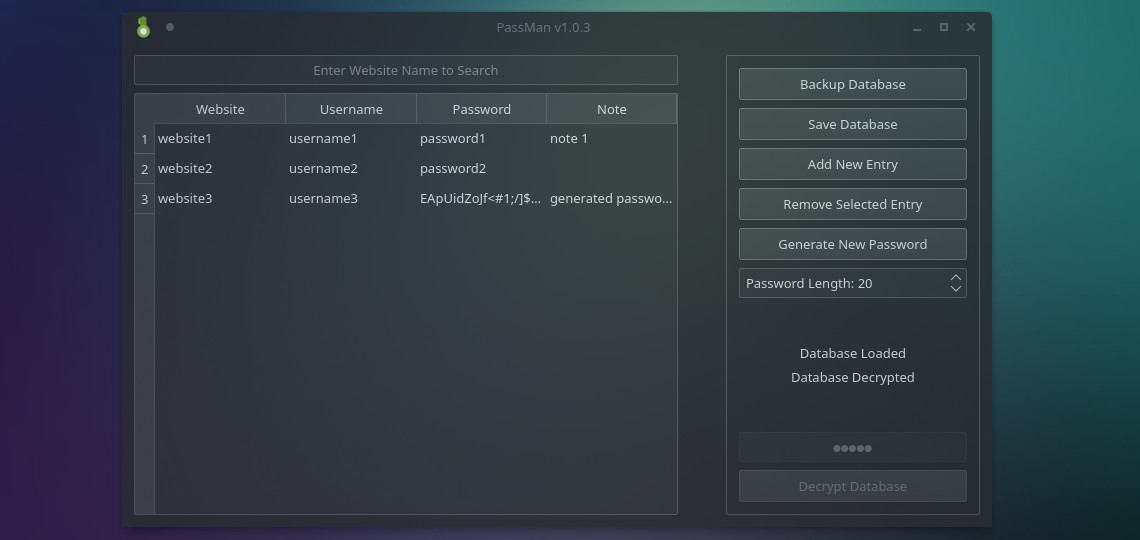 PassMan v1.0.3
Enter Website Name to Search
Website Username Password Note
1 website1 username1 password1 note 1
2 website2 username2 password2
3 website3 username3 EApUidZoJf<#1;/]$... generated passwo...
Backup Database
Save Database
Add New Entry
Remove Selected Entry
Generate New Password
Password Length: 20
Database Loaded
Database Decrypted
●●●●●
Decrypt Database